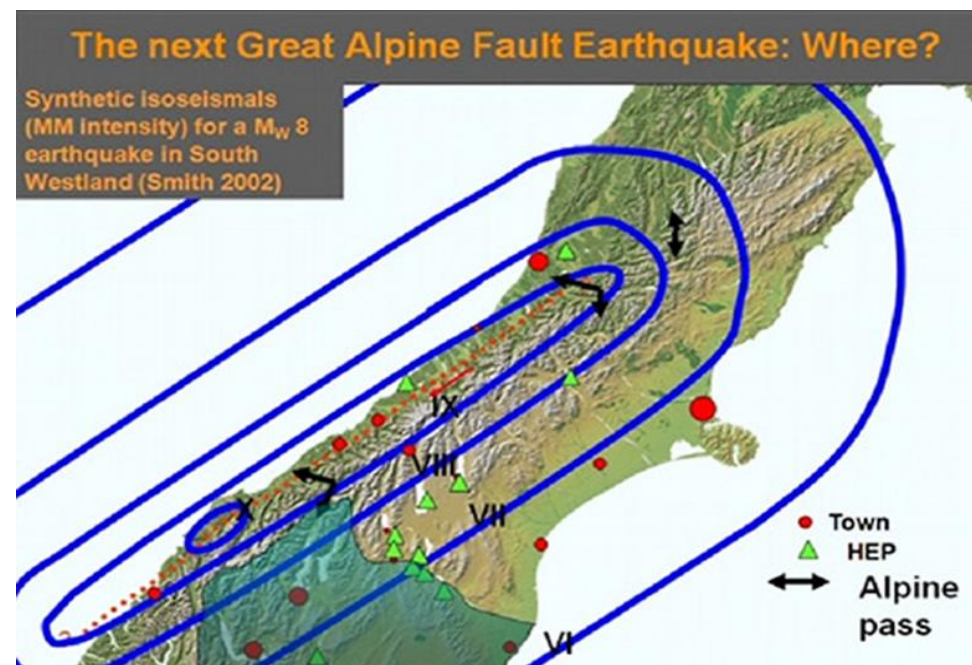 The next Great Alpine Fault Earthquake: Where?
Synthetic isoseismals
(MM intensity) for a Mw 8
earthquake in South
Westland (Smith 2002)
IX
VIII
X
VII
Town
HEP
Alpine
pass
VI